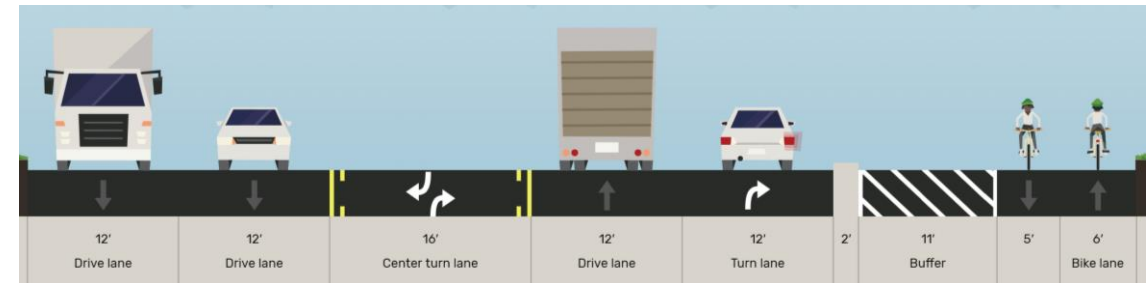 12′
12′
16′
12′
12′
2′
11′
5′
6′
Drive lane
Drive lane
Center turn lane
Drive lane
Turn lane
Buffer
Bike lane